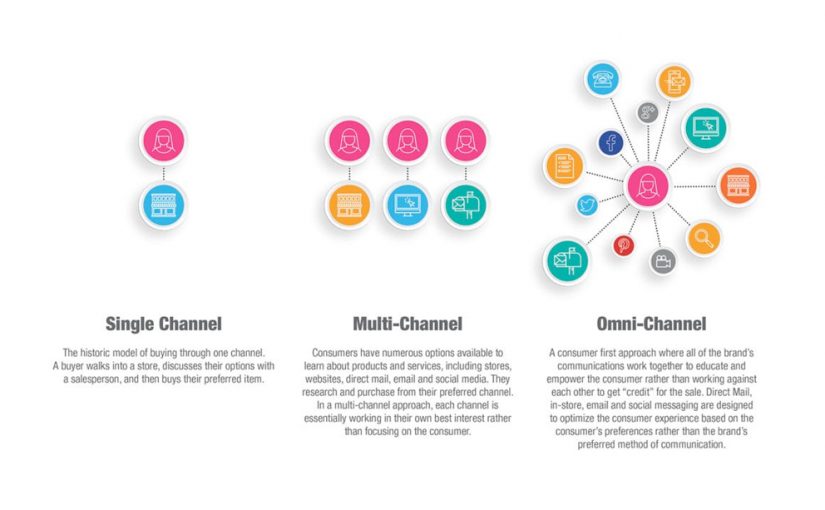 Single Channel
The historic model of buying through one channel.
A buyer walks into a store, discusses their options with
a salesperson, and then buys their preferred item.
Multi-Channel
Consumers have numerous options available to
learn about products and services, including stores,
websites, direct mail, email and social media. They
research and purchase from their preferred channel.
In a multi-channel approach, each channel is
essentially working in their own best interest rather
than focusing on the consumer.
Omni-Channel
A consumer first approach where all of the brand's
communications work together to educate and
empower the consumer rather than working against
each other to get “credit” for the sale. Direct Mail,
in-store, email and social messaging are designed
to optimize the consumer experience based on the
consumer's preferences rather than the brand's
preferred method of communication.